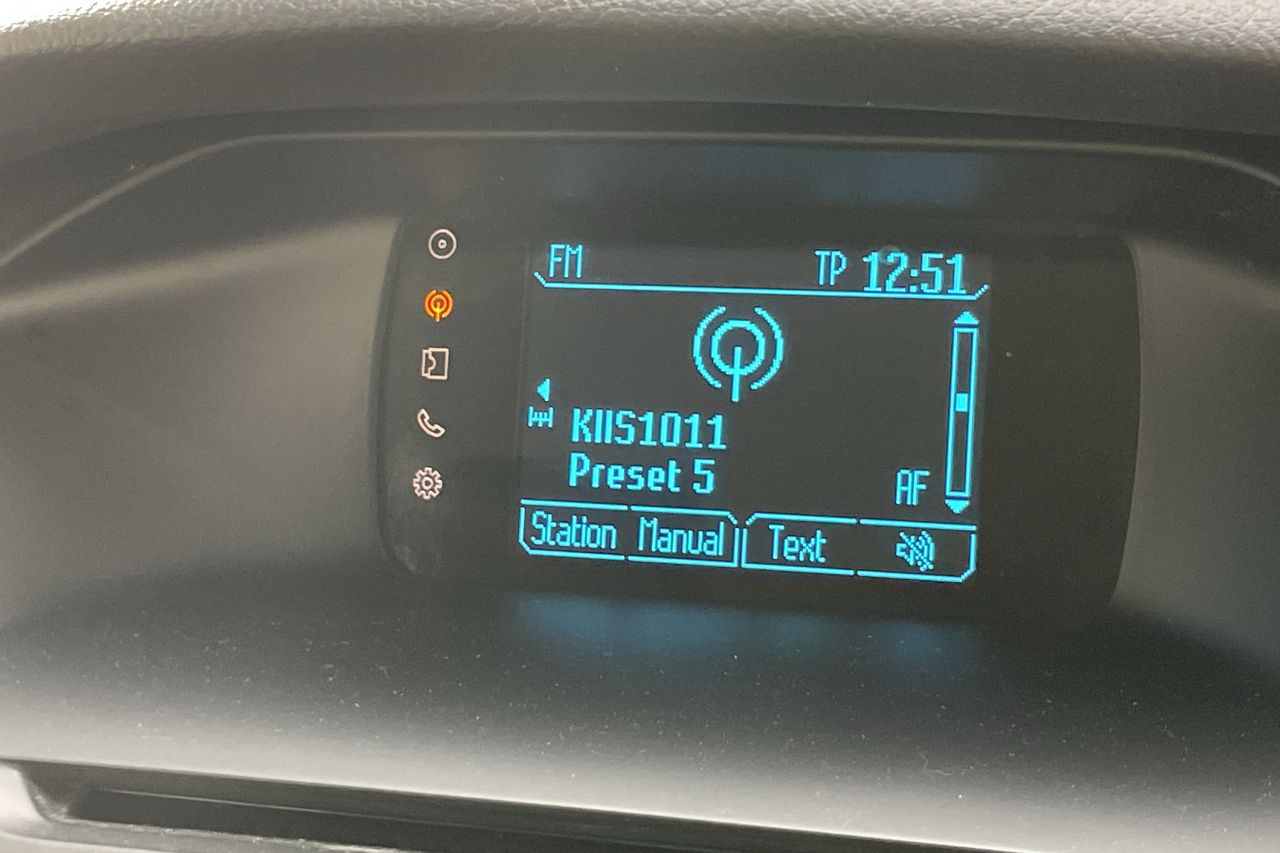 FM TP 12:51
KIIS1011
Preset 5
AF
Station Manual Text